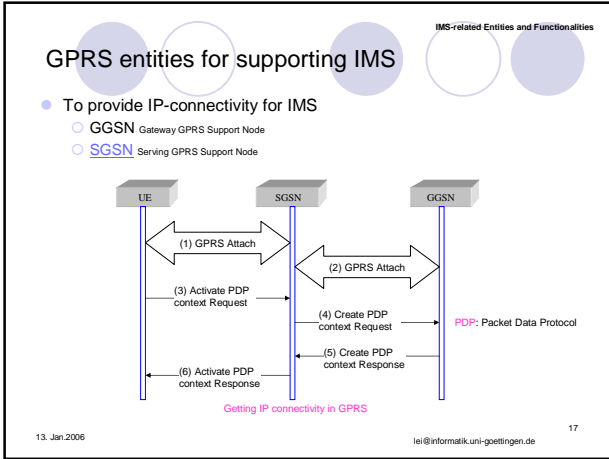 IMS-related Entities and Functionalities
GPRS entities for supporting IMS
To provide IP-connectivity for IMS
GGSN Gateway GPRS Support Node
SGSN Serving GPRS Support Node
UE
SGSN
GGSN
(1) GPRS Attach
(2) GPRS Attach
(3) Activate PDP
context Request
(4) Create PDP
context Request
PDP: Packet Data Protocol
(5) Create PDP
context Response
(6) Activate PDP
context Response
Getting IP connectivity in GPRS
13. Jan.2006
lei@informatik.uni-goettingen.de
17